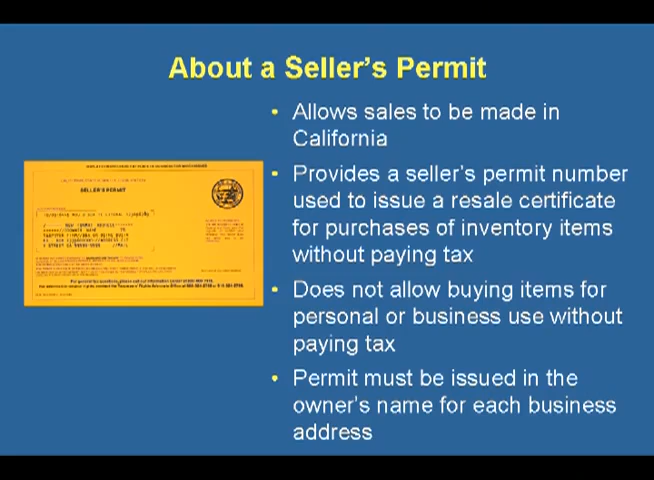 About a Seller's Permit
• Allows sales to be made in
California
• Provides a seller's permit number
used to issue a resale certificate
for purchases of inventory items
without paying tax
• Does not allow buying items for
personal or business use without
paying tax
• Permit must be issued in the
owner's name for each business
address
SELLER'S PERMIT